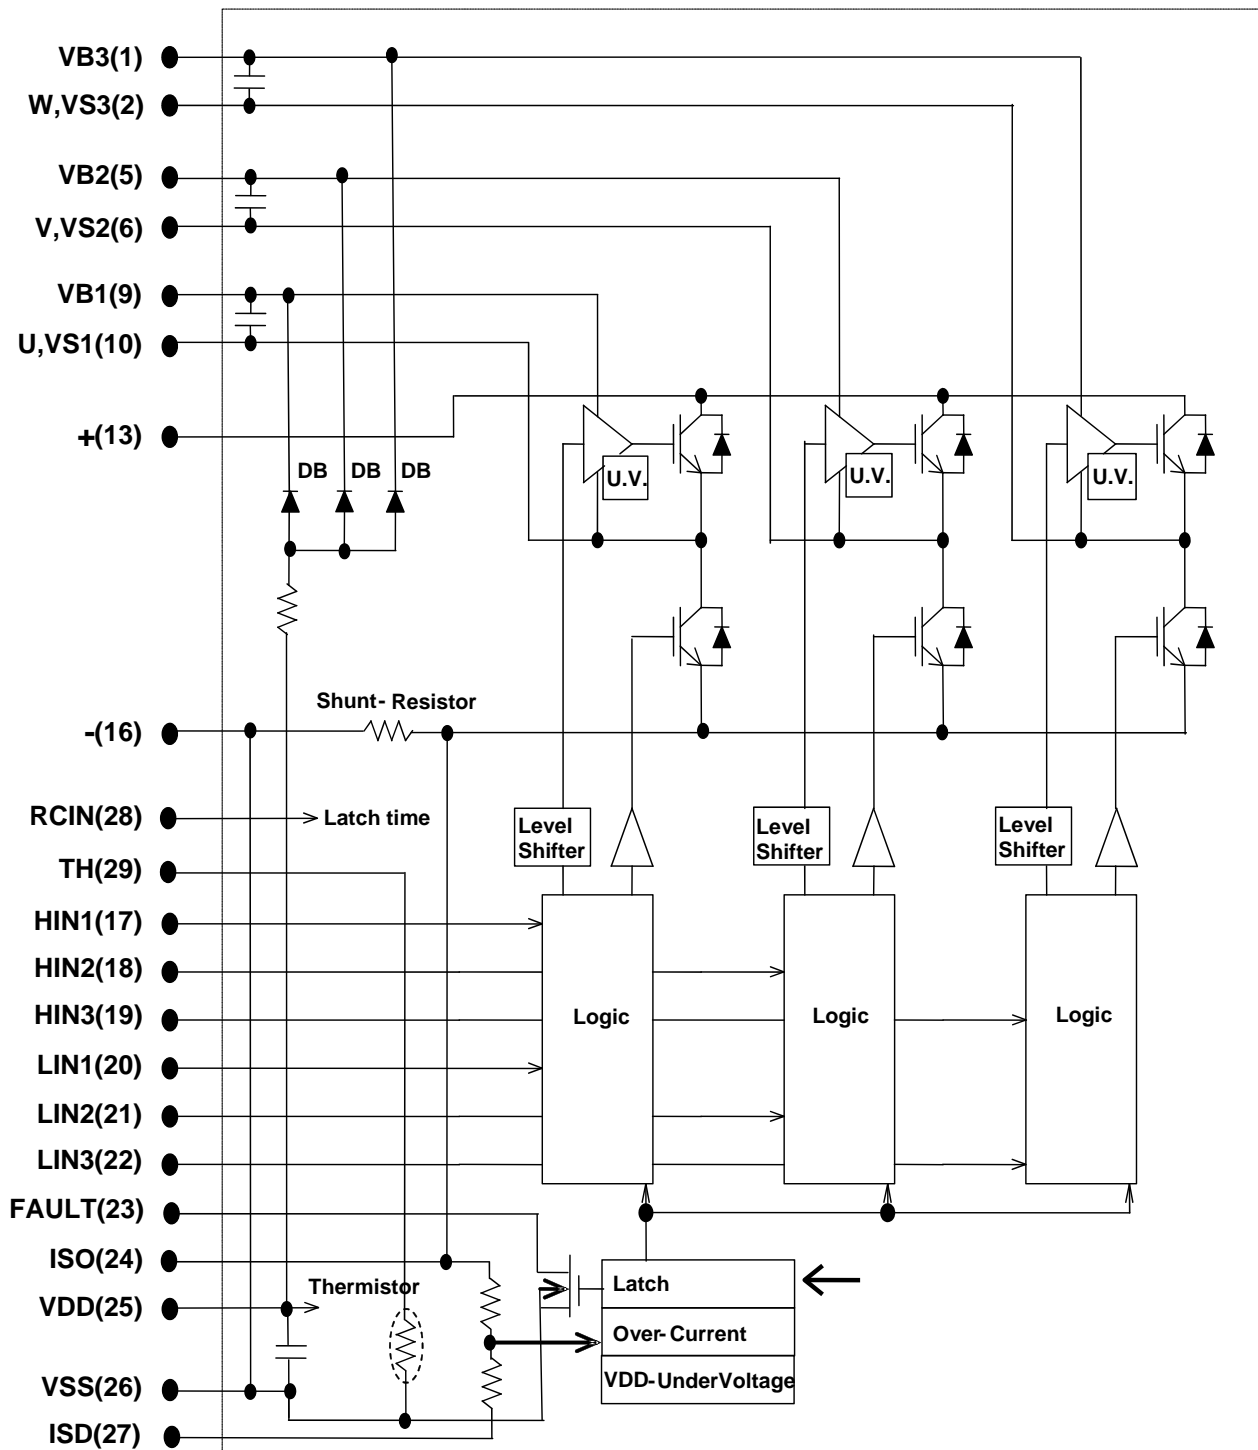 VB3(1)
W,VS3(2)
VB2(5)
V,VS2(6)
VB1(9)
U,VS1(10)
+(13)
DB DB DB
U.V. U.V. U.V.
Shunt-Resistor
-(16)
RCIN(28)
Latch time
Level Shifter
Level Shifter
Level Shifter
TH(29)
HIN1(17)
HIN2(18)
HIN3(19)
Logic Logic Logic
LIN1(20)
LIN2(21)
LIN3(22)
FAULT(23)
ISO(24)
Thermistor
Latch
VDD(25)
Over-Current
VDD-UnderVoltage
VSS(26)
ISD(27)